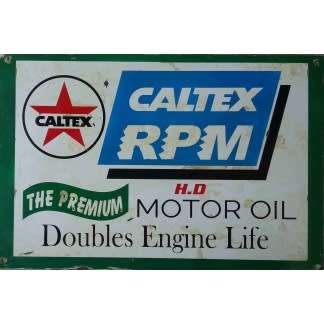 CALTEX
CALTEX
RPM
H.D
THE PREMIUM
MOTOR OIL
Doubles Engine Life